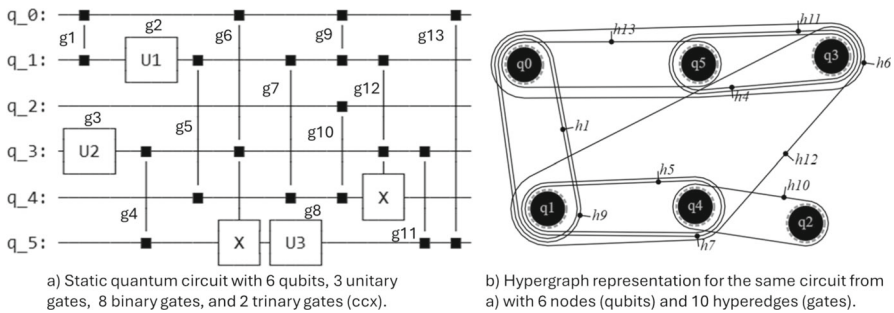 q_0:
g1
g2
g6
g9
g13
q_1:
U1
g12
q_2:
g3
g5
g7
g10
q_3:
U2
q_4:
g4
X
g8
g11
q_5:
X
U3
a) Static quantum circuit with 6 qubits, 3 unitary
gates, 8 binary gates, and 2 trinary gates (ccx).
h13
h11
q0
q5
q3
h6
h4
h1
h12
h5
h10
q1
q4
q2
h9
h7
b) Hypergraph representation for the same circuit from
a) with 6 nodes (qubits) and 10 hyperedges (gates).